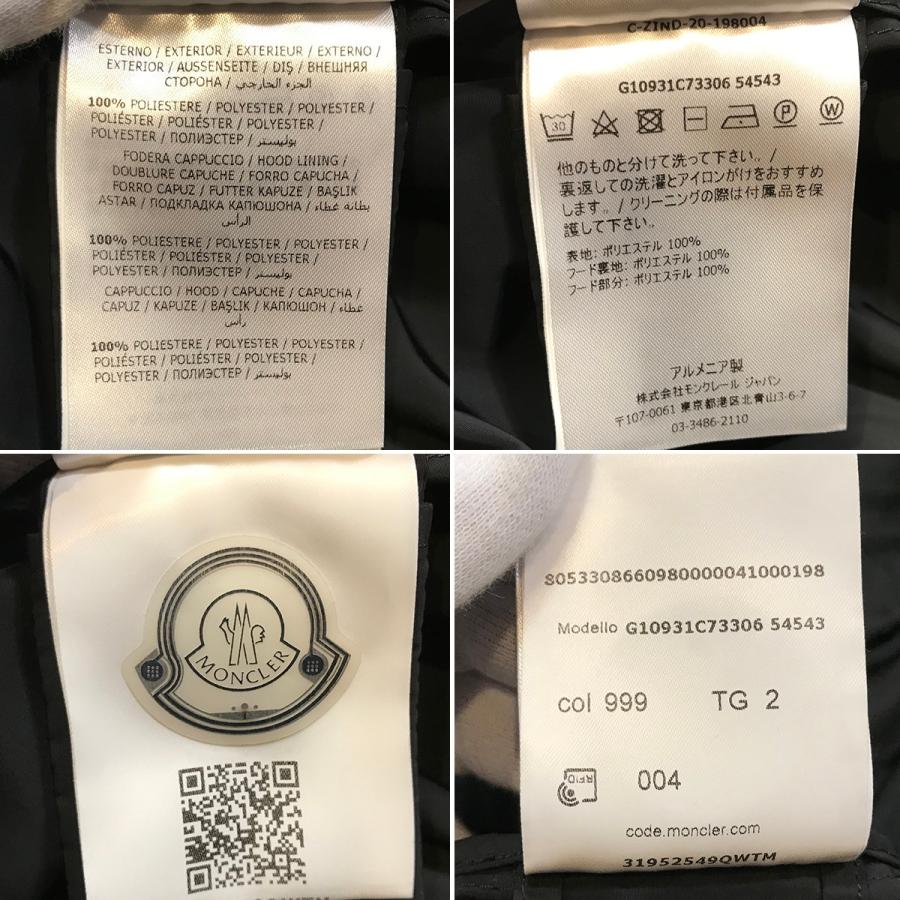 ESTERNO / EXTERIOR / EXTERIEUR / EXTERNO /
EXTERIOR / AUSSENSEITE / DIŞ / ВНЕШНЯЯ
СТОРОНА / الجزء الخارجي
100% POLIESTERE / POLYESTER / POLYESTER /
POLIÉSTER / POLIÉSTER / POLYESTER /
POLYESTER / ПОЛИЭСТЕР / بوليستر
FODERA CAPPUCCIO / HOOD LINING /
DOUBLURE CAPUCHE / FORRO CAPUCHA /
FORRO CAPUZ / FUTTER KAPUZE / BAŞLIK
ASTAR / ПОДКЛАДКА КАПЮШОНА / بطانة غطاء
الرأس
100% POLIESTERE / POLYESTER / POLYESTER /
POLIÉSTER / POLIÉSTER / POLYESTER /
POLYESTER / ПОЛИЭСТЕР / بوليستر
CAPPUCCIO / HOOD / CAPUCHE / CAPUCHA /
CAPUZ / KAPUZE / BAŞLIK / КАПЮШОН / غطاء
رأس
100% POLIESTERE / POLYESTER / POLYESTER /
POLIÉSTER / POLIÉSTER / POLYESTER /
POLYESTER / ПОЛИЭСТЕР / بوليستر
C-ZIND-20-198004
G10931C73306 54543
30 P W
他のものと分けて洗って下さい。/
裏返しての洗濯とアイロンがけをおすすめ
します。/ クリーニングの際は付属品を保
護して下さい。
表地: ポリエステル 100%
フード裏地: ポリエステル 100%
フード部分: ポリエステル 100%
アルメニア製
株式会社モンクレール ジャパン
〒107-0061 東京都港区北青山3-6-7
03-3486-2110
MONCLER
8053308660980000041000198
Modello G10931C73306 54543
col 999 TG 2
RFID 004
code.moncler.com
31952549QWTM